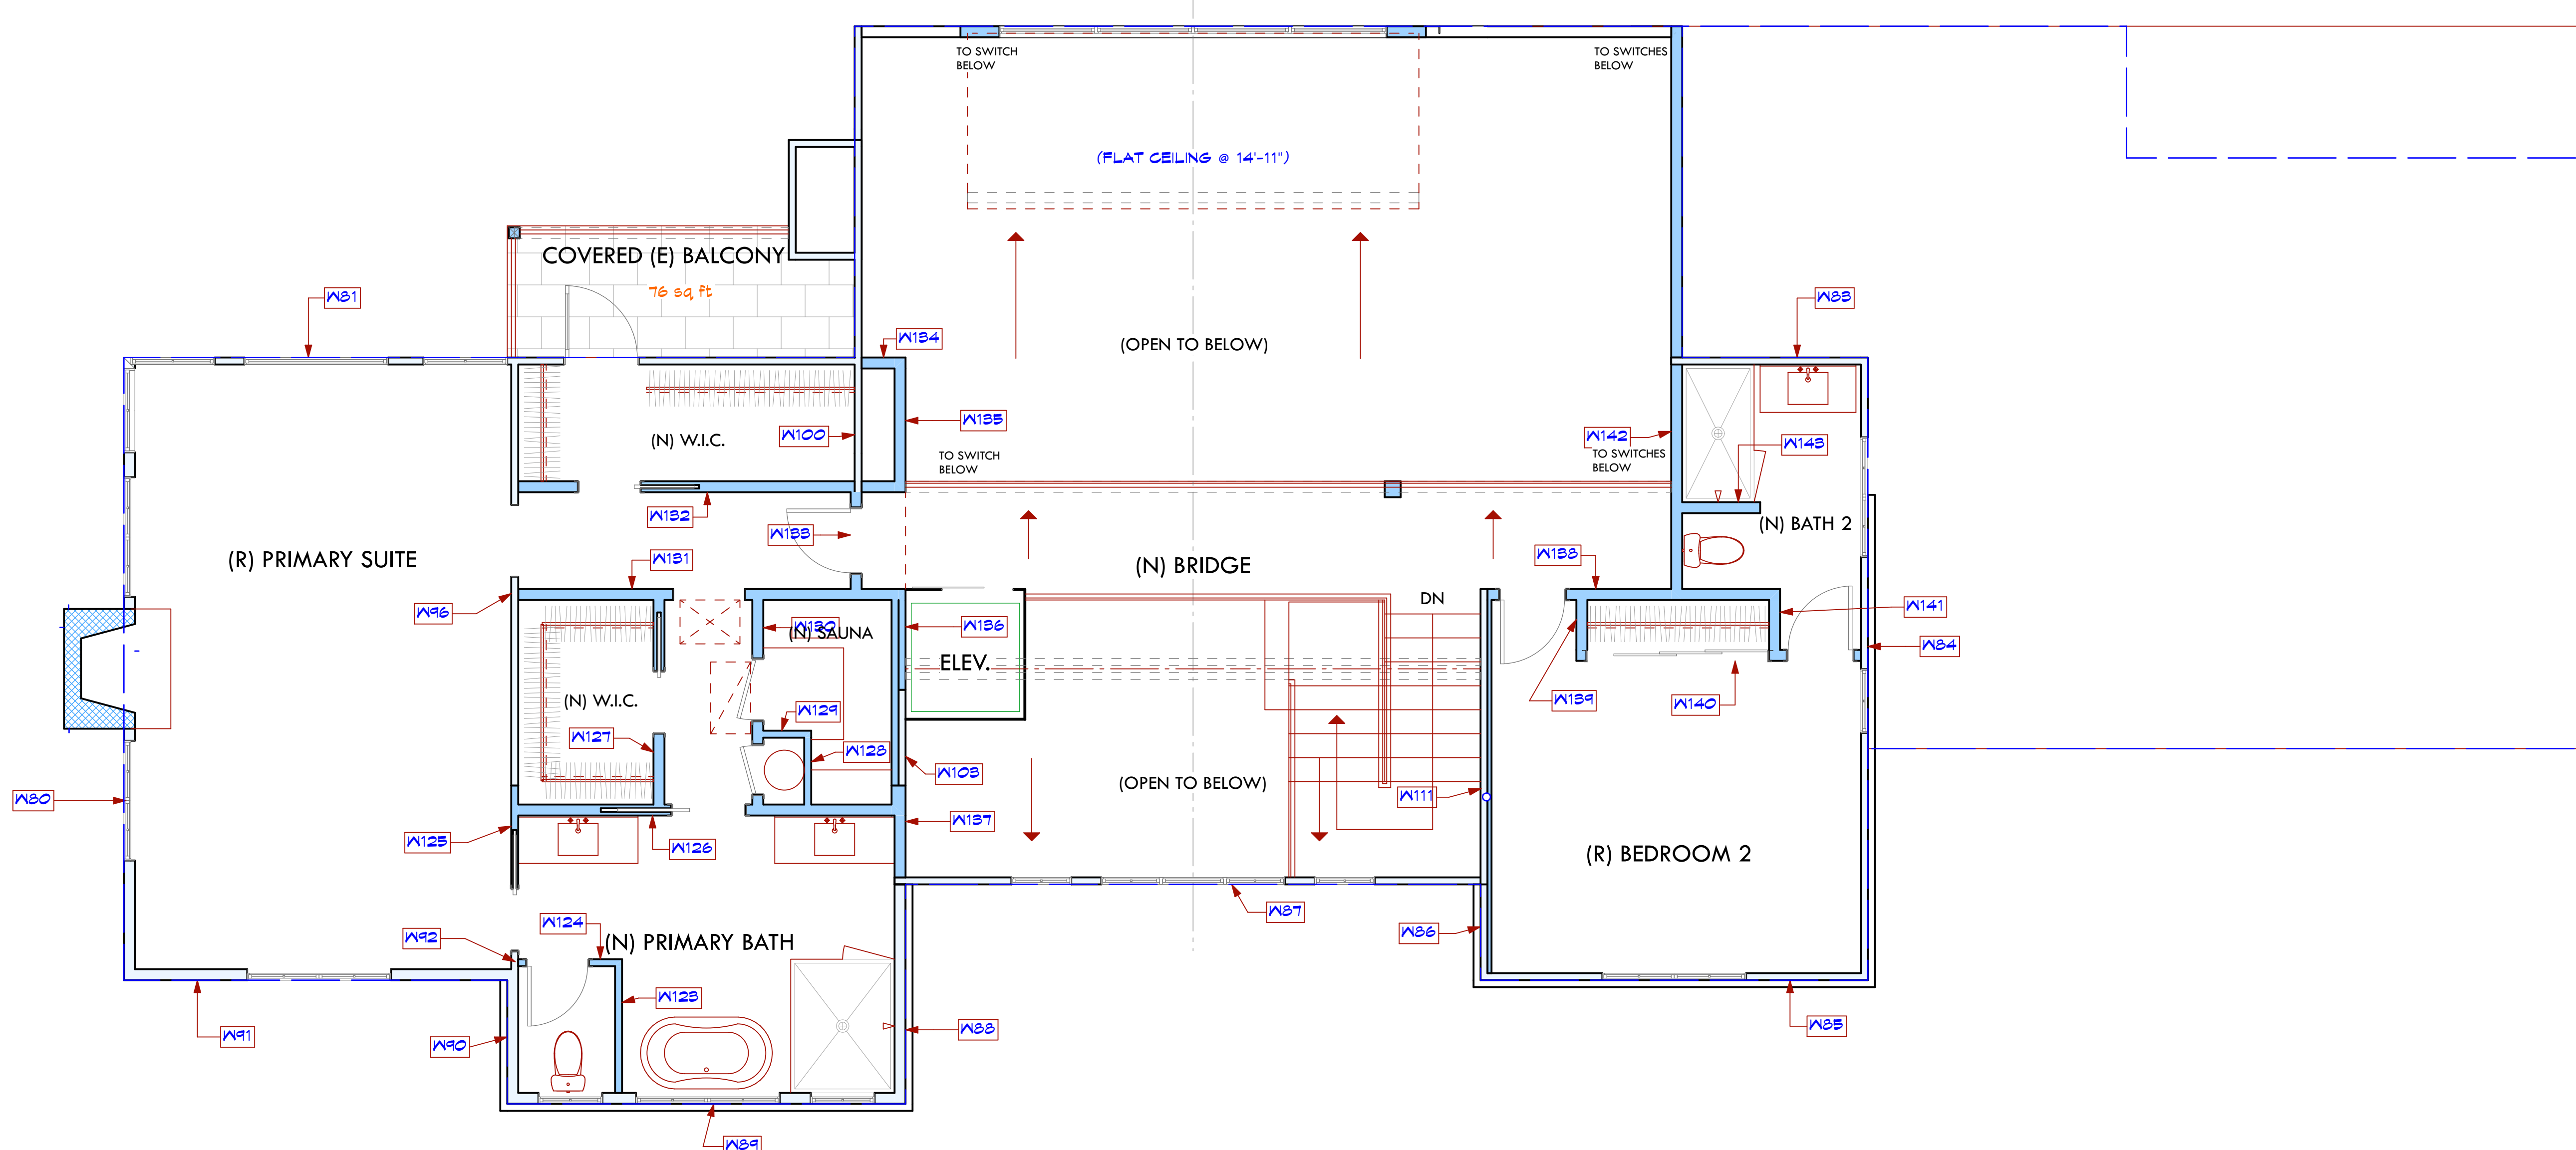 TO SWITCH
BELOW
TO SWITCHES
BELOW
(FLAT CEILING @ 14'-11")
COVERED (E) BALCONY
76 sq ft
W81
W83
W134
(OPEN TO BELOW)
W135
(N) W.I.C.
W100
W142
W143
TO SWITCH
BELOW
TO SWITCHES
BELOW
W132
W133
(N) BATH 2
(R) PRIMARY SUITE
W131
(N) BRIDGE
W138
W96
DN
W141
W130
(N) SAUNA
W136
W84
ELEV.
(N) W.I.C.
W139
W140
W129
W127
W128
W103
(OPEN TO BELOW)
W80
W111
W125
W137
W126
(R) BEDROOM 2
W87
W124
W92
(N) PRIMARY BATH
W86
W123
W91
W90
W88
W85
W89